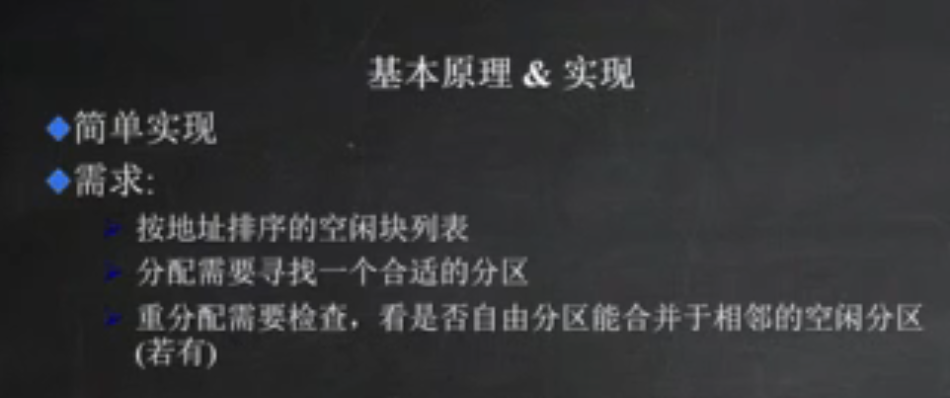 基本原理 & 实现
简单实现
需求:
按地址排序的空闲块列表
分配需要寻找一个合适的分区
重分配需要检查，看是否自由分区能合并于相邻的空闲分区
(若有)